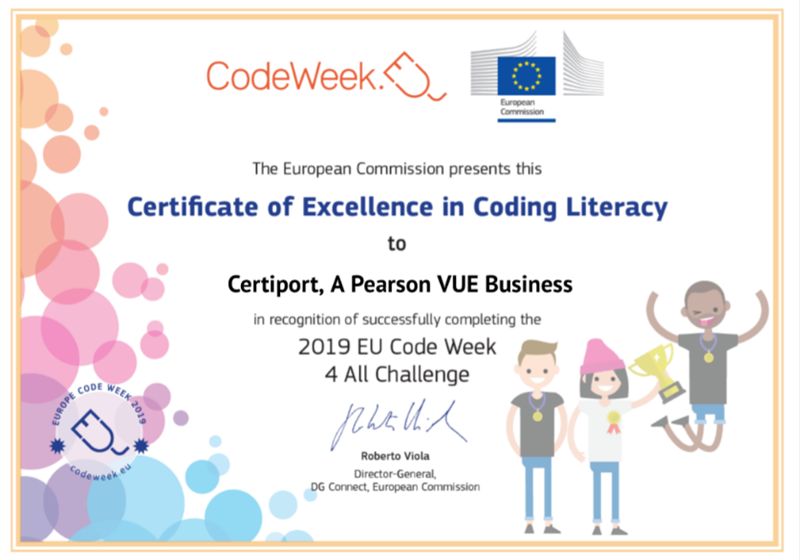 CodeWeek.EU
European
Commission
The European Commission presents this
Certificate of Excellence in Coding Literacy
to
Certiport, A Pearson VUE Business
in recognition of successfully completing the
2019 EU Code Week
4 All Challenge
Roberto Viola
Director-General,
DG Connect, European Commission
EUROPE CODE WEEK 2019
codeweek.eu